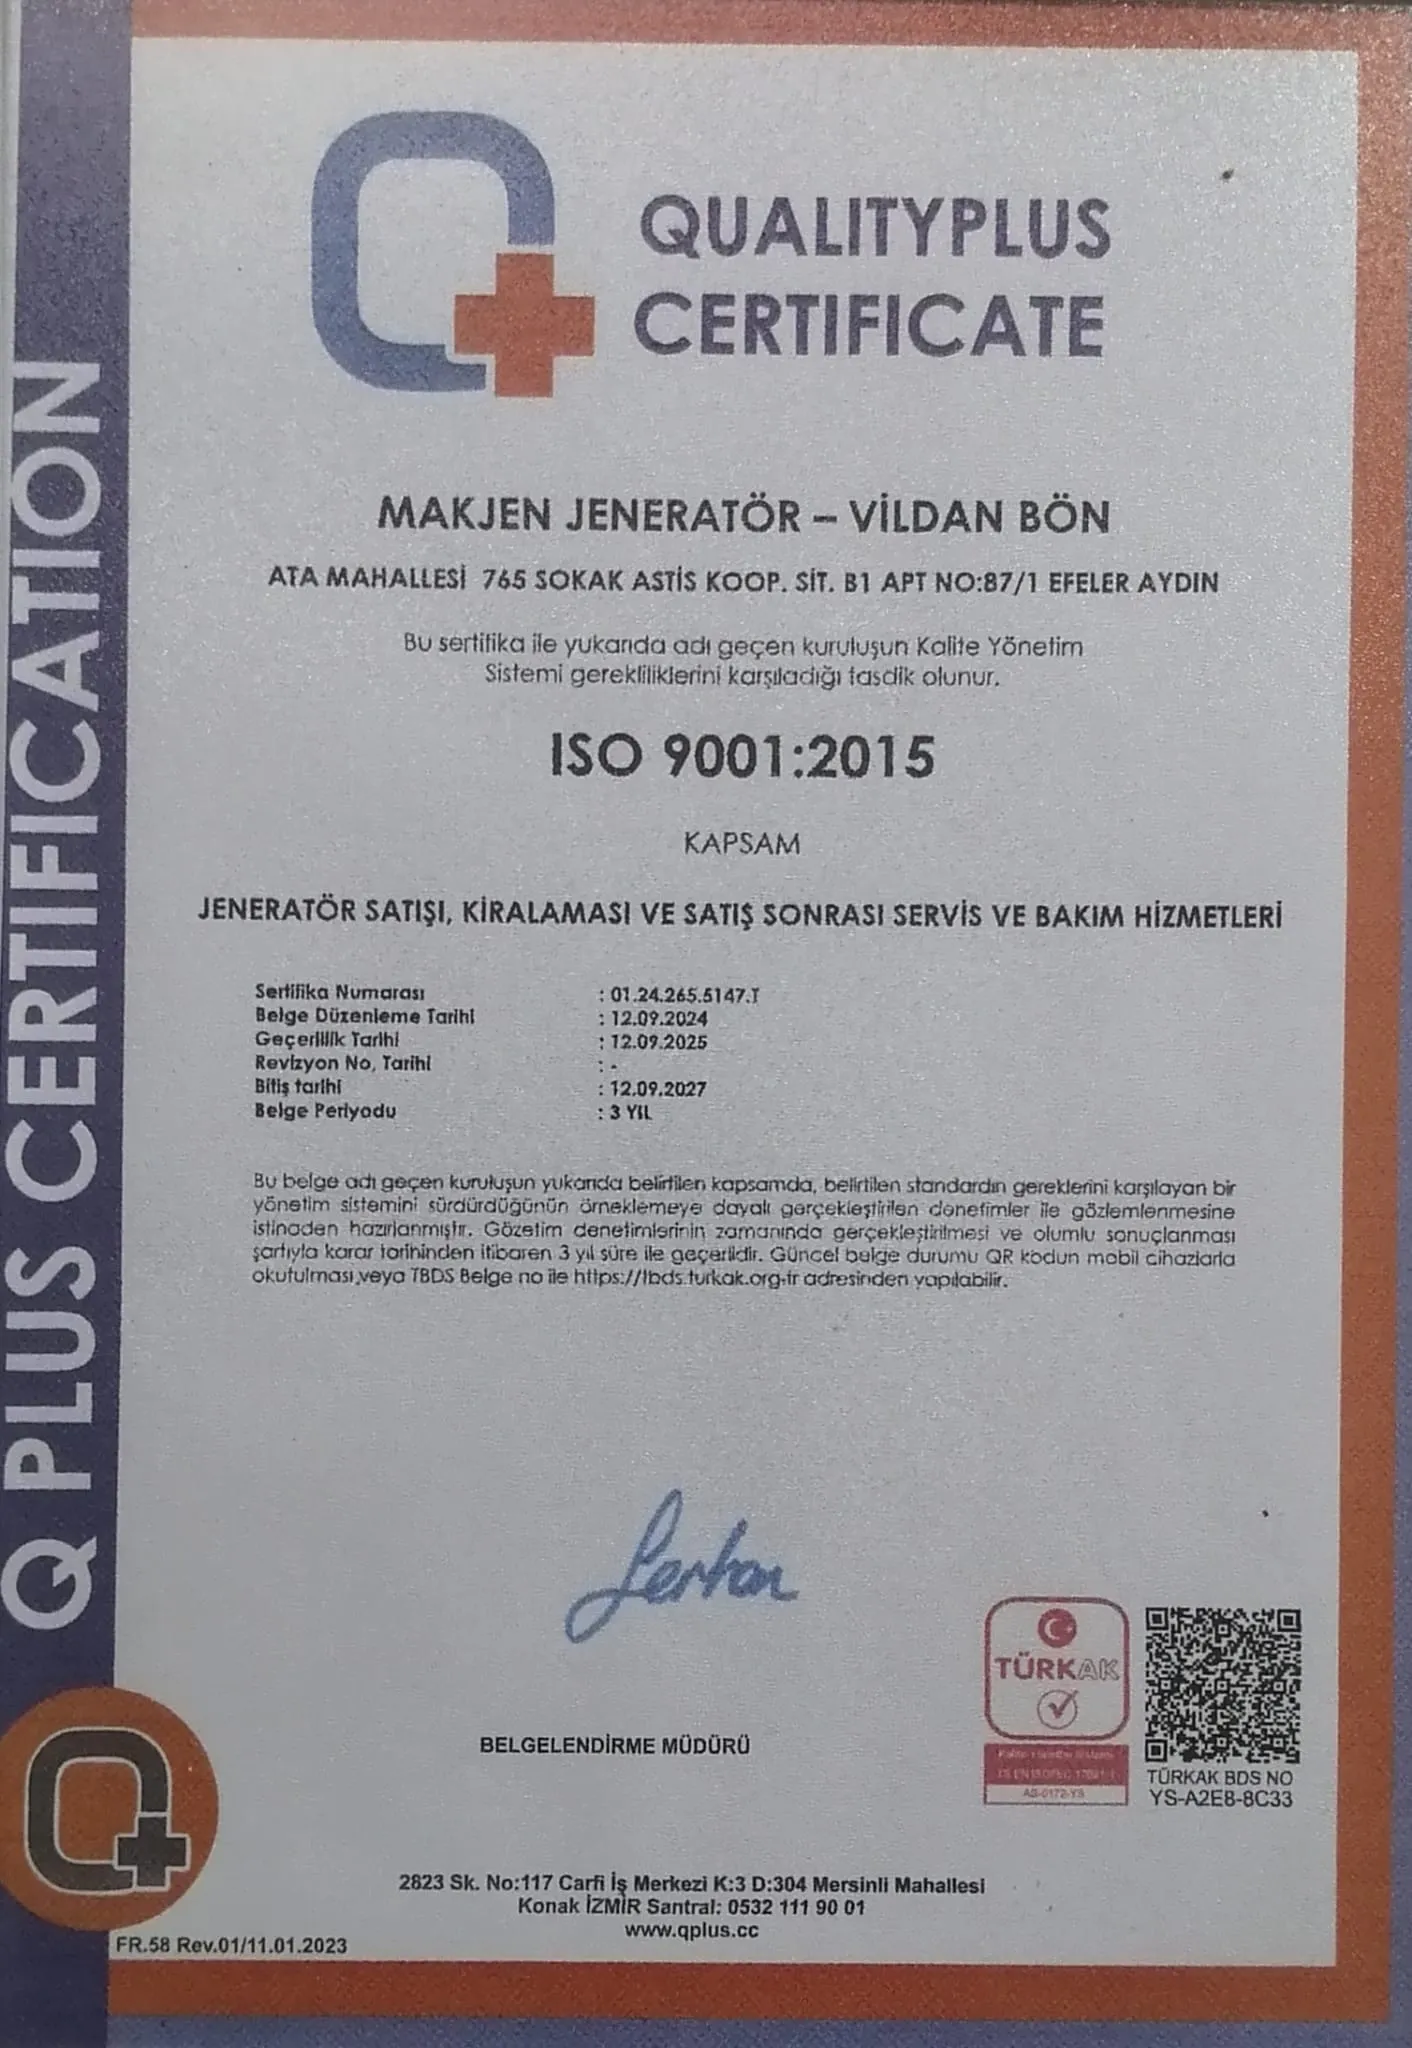 Q PLUS CERTIFICATION
QUALITYPLUS
CERTIFICATE
MAKJEN JENERATÖR – VİLDAN BÖN
ATA MAHALLESİ 765 SOKAK ASTİS KOOP. SİT. B1 APT NO:87/1 EFELER AYDIN
Bu sertifika ile yukarıda adı geçen kuruluşun Kalite Yönetim
Sistemi gerekliliklerini karşıladığı tasdik olunur.
ISO 9001:2015
KAPSAM
JENERATÖR SATIŞI, KİRALAMASI VE SATIŞ SONRASI SERVİS VE BAKIM HİZMETLERİ
Sertifika Numarası : 01.24.265.5147.T
Belge Düzenleme Tarihi : 12.09.2024
Geçerlilik Tarihi : 12.09.2025
Revizyon No, Tarihi : -
Bitiş tarihi : 12.09.2027
Belge Periyodu : 3 YIL
Bu belge adı geçen kuruluşun yukarıda belirtilen kapsamda, belirtilen standardın gereklerini karşılayan bir
yönetim sistemini sürdürdüğünün örneklemeye dayalı gerçekleştirilen denetimler ile gözlemlenmesine
istinaden hazırlanmıştır. Gözetim denetimlerinin zamanında gerçekleştirilmesi ve olumlu sonuçlanması
şartıyla karar tarihinden itibaren 3 yıl süre ile geçerlidir. Güncel belge durumu QR kodun mobil cihazlarla
okutulması veya TBDS Belge no ile https://tbds.turkak.org.tr adresinden yapılabilir.
BELGELENDİRME MÜDÜRÜ
TÜRKAK
AB-0172-YS
TÜRKAK BDS NO
YS-A2E8-8C33
2823 Sk. No:117 Carfi İş Merkezi K:3 D:304 Mersinli Mahallesi
Konak İZMİR Santral: 0532 111 90 01
www.qplus.cc
FR.58 Rev.01/11.01.2023